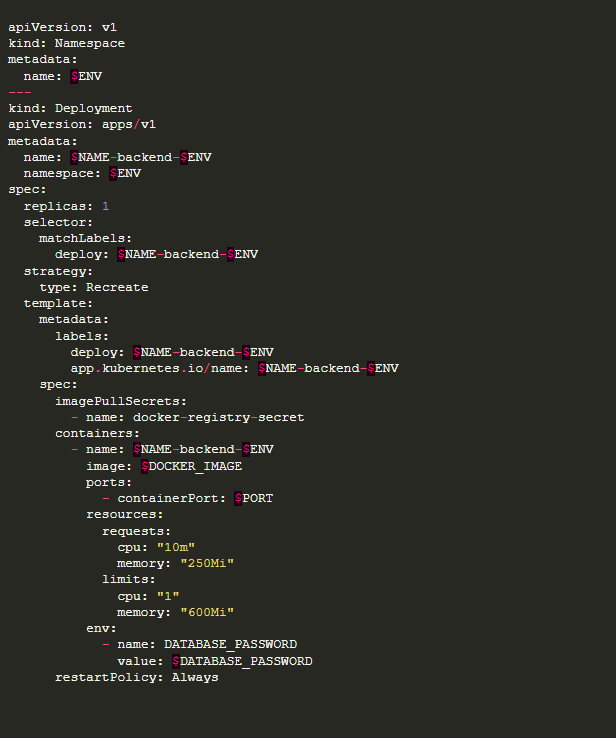 apiVersion: v1
kind: Namespace
metadata:
  name: $ENV
---
kind: Deployment
apiVersion: apps/v1
metadata:
  name: $NAME-backend-$ENV
  namespace: $ENV
spec:
  replicas: 1
  selector:
    matchLabels:
      deploy: $NAME-backend-$ENV
  strategy:
    type: Recreate
  template:
    metadata:
      labels:
        deploy: $NAME-backend-$ENV
        app.kubernetes.io/name: $NAME-backend-$ENV
    spec:
      imagePullSecrets:
        - name: docker-registry-secret
      containers:
        - name: $NAME-backend-$ENV
          image: $DOCKER_IMAGE
          ports:
            - containerPort: $PORT
          resources:
            requests:
              cpu: "10m"
              memory: "250Mi"
            limits:
              cpu: "1"
              memory: "600Mi"
          env:
            - name: DATABASE_PASSWORD
              value: $DATABASE_PASSWORD
      restartPolicy: Always